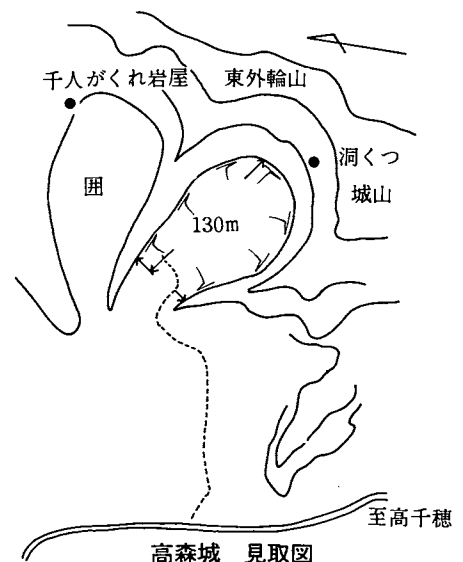 千人がくれ岩屋
東外輪山
洞くつ
城山
囲
130m
至高千穂
高森城 見取図